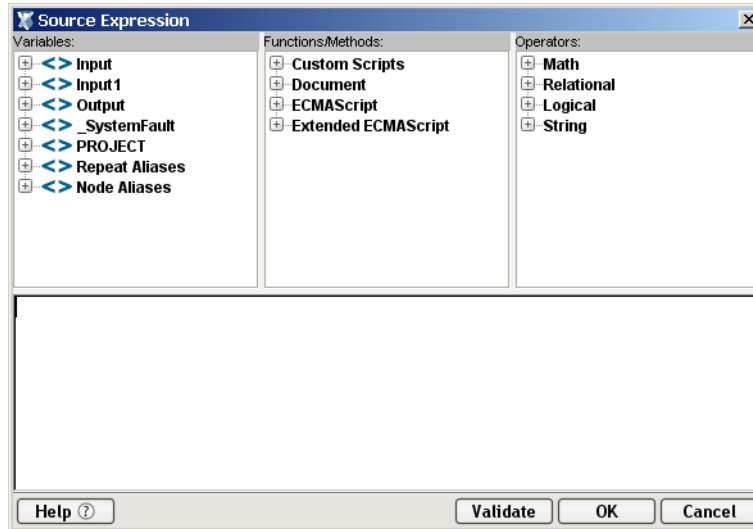 Source Expression
Variables:
Input
Input1
Output
_SystemFault
PROJECT
Repeat Aliases
Node Aliases
Functions/Methods:
Custom Scripts
Document
ECMAScript
Extended ECMAScript
Operators:
Math
Relational
Logical
String
Help ?
Validate
OK
Cancel